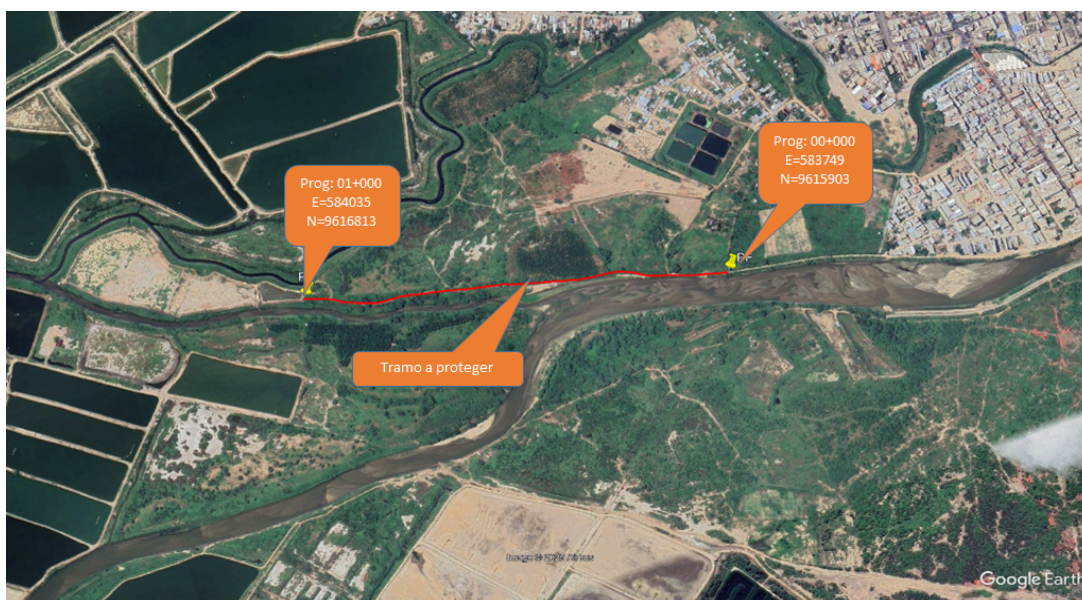 Prog: 00+000
E=583749
N=9615903
Prog: 01+000
E=584035
N=9616813
Tramo a proteger
Google Earth